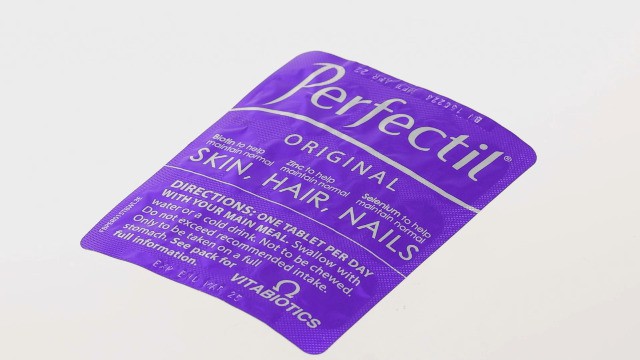 Perfectil®
ORIGINAL
Biotin to help
maintain normal
Zinc to help
maintain normal
Selenium to help
maintain normal
SKIN, HAIR, NAILS
DIRECTIONS: ONE TABLET PER DAY
WITH YOUR MAIN MEAL. Swallow with
water or a cold drink. Not to be chewed.
Do not exceed recommended intake.
Only to be taken on a full
stomach. See pack for
full information.
VITABIOTICS